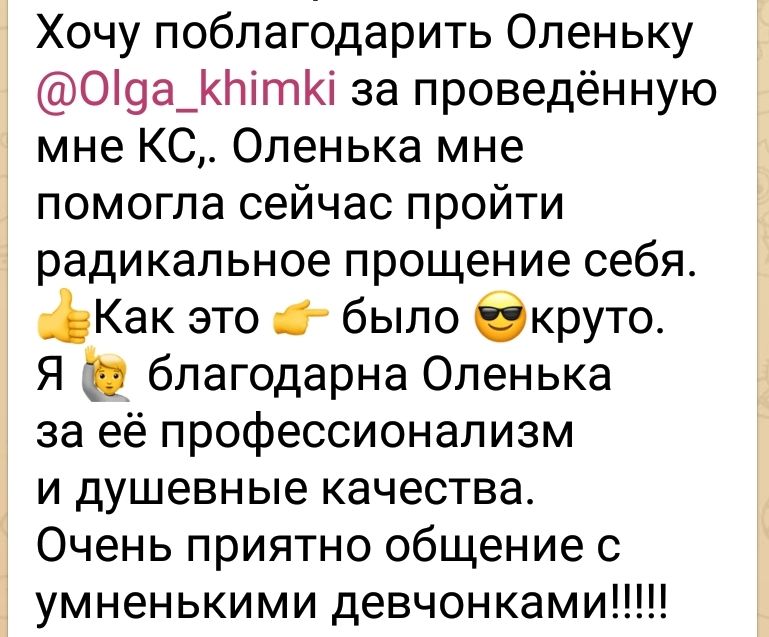 Хочу поблагодарить Оленьку
@Olga_khimki за проведённую
мне КС,. Оленька мне
помогла сейчас пройти
радикальное прощение себя.
👍Как это 👉 было 😎круто.
Я 🙋 благодарна Оленька
за её профессионализм
и душевные качества.
Очень приятно общение с
умненькими девчонками!!!!!